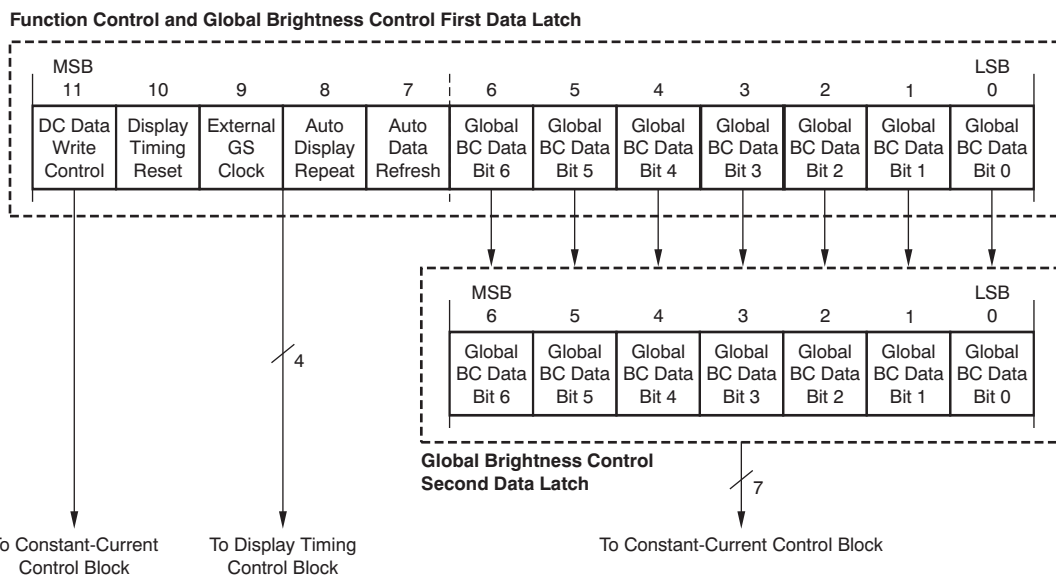 Function Control and Global Brightness Control First Data Latch
MSB LSB
11 10 9 8 7 6 5 4 3 2 1 0
DC Data Display External Auto Auto Global Global Global Global Global Global Global
Write Timing GS Display Data BC Data BC Data BC Data BC Data BC Data BC Data BC Data
Control Reset Clock Repeat Refresh Bit 6 Bit 5 Bit 4 Bit 3 Bit 2 Bit 1 Bit 0
MSB LSB
6 5 4 3 2 1 0
Global Global Global Global Global Global Global
BC Data BC Data BC Data BC Data BC Data BC Data BC Data
Bit 6 Bit 5 Bit 4 Bit 3 Bit 2 Bit 1 Bit 0
4
Global Brightness Control
Second Data Latch
7
To Constant-Current
Control Block
To Display Timing
Control Block
To Constant-Current Control Block